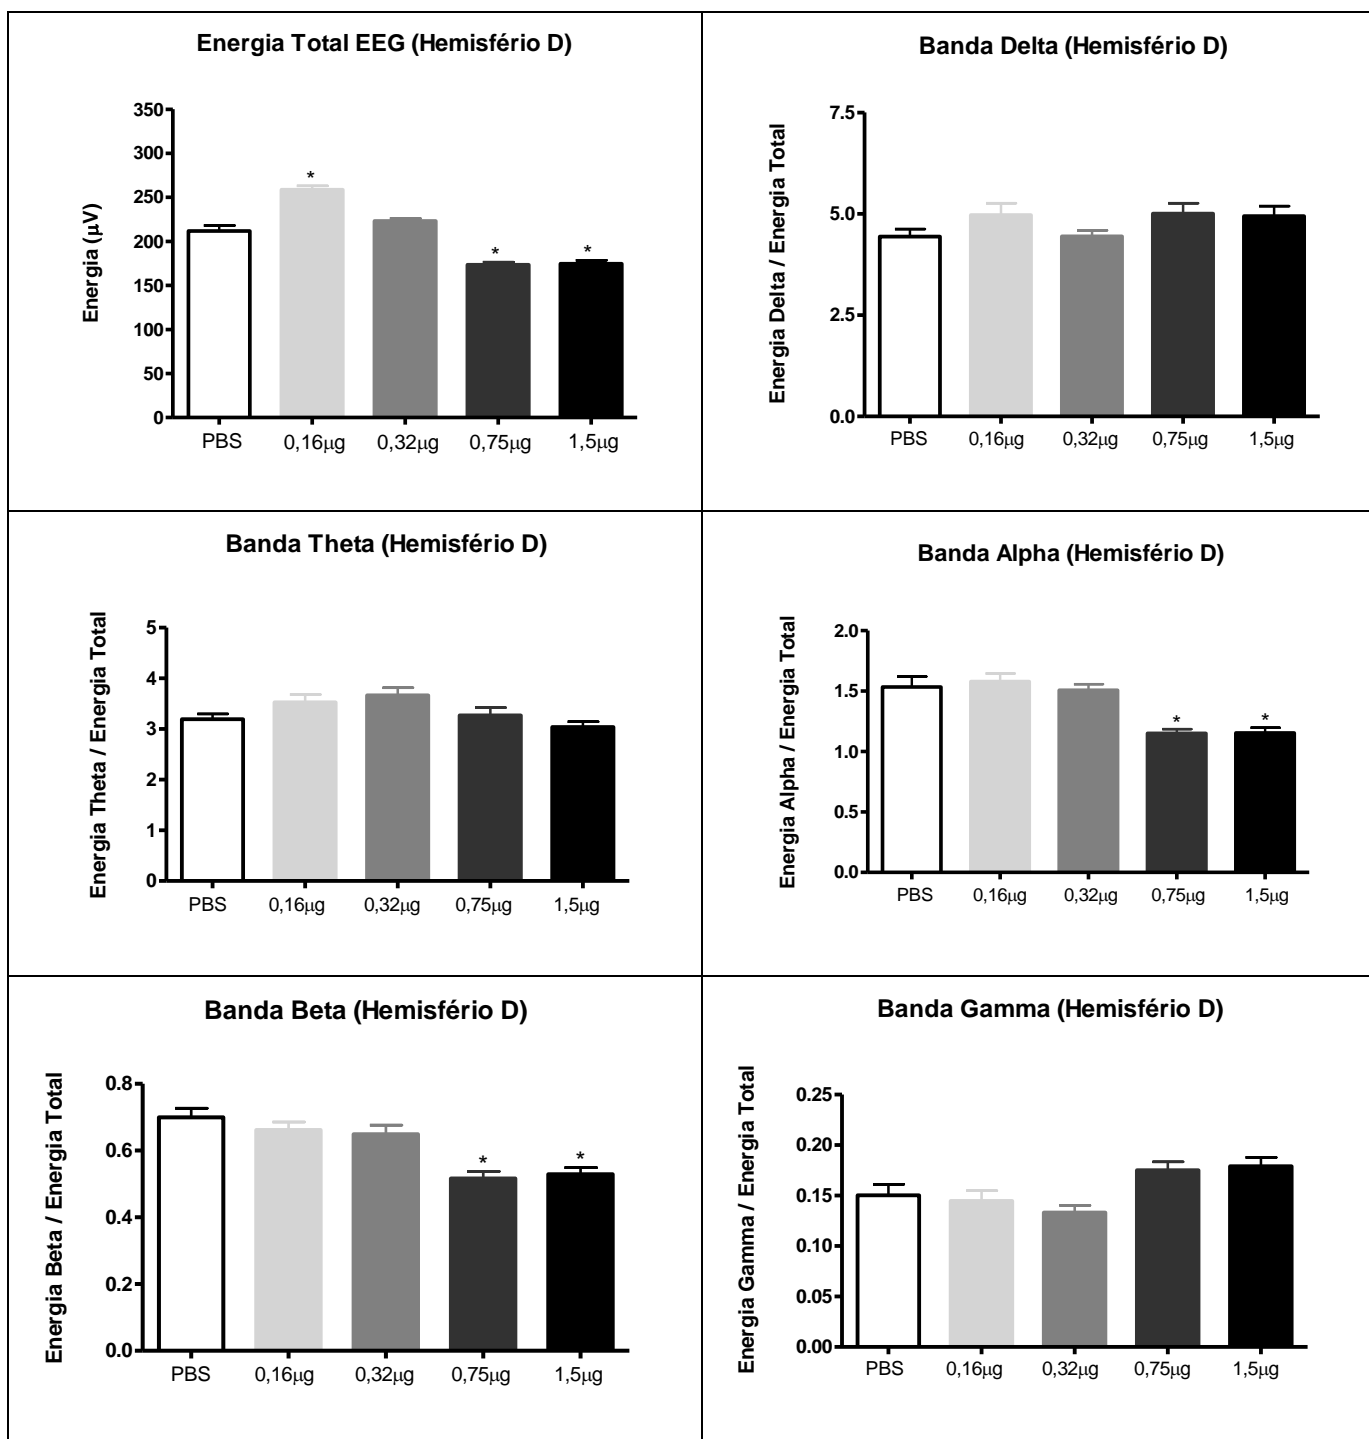 Energia Total EEG (Hemisfério D)
Energia (µV)
350
300
250
200
150
100
50
0
*
*
*
PBS 0,16µg 0,32µg 0,75µg 1,5µg
Banda Delta (Hemisfério D)
Energia Delta / Energia Total
7.5
5.0
2.5
0.0
PBS 0,16µg 0,32µg 0,75µg 1,5µg
Banda Theta (Hemisfério D)
Energia Theta / Energia Total
5
4
3
2
1
0
PBS 0,16µg 0,32µg 0,75µg 1,5µg
Banda Alpha (Hemisfério D)
Energia Alpha / Energia Total
2.0
1.5
1.0
0.5
0.0
*
*
PBS 0,16µg 0,32µg 0,75µg 1,5µg
Banda Beta (Hemisfério D)
Energia Beta / Energia Total
0.8
0.6
0.4
0.2
0.0
*
*
PBS 0,16µg 0,32µg 0,75µg 1,5µg
Banda Gamma (Hemisfério D)
Energia Gamma / Energia Total
0.25
0.20
0.15
0.10
0.05
0.00
PBS 0,16µg 0,32µg 0,75µg 1,5µg